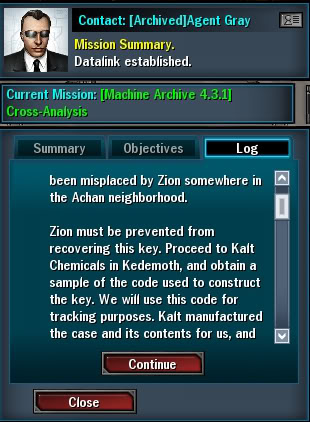 Contact: [Archived]Agent Gray
Mission Summary.
Datalink established.
Current Mission: [Machine Archive 4.3.1]
Cross-Analysis
Summary
Objectives
Log
been misplaced by Zion somewhere in
the Achan neighborhood.
Zion must be prevented from
recovering this key. Proceed to Kalt
Chemicals in Kedemoth, and obtain a
sample of the code used to construct
the key. We will use this code for
tracking purposes. Kalt manufactured
the case and its contents for us, and
Continue
Close